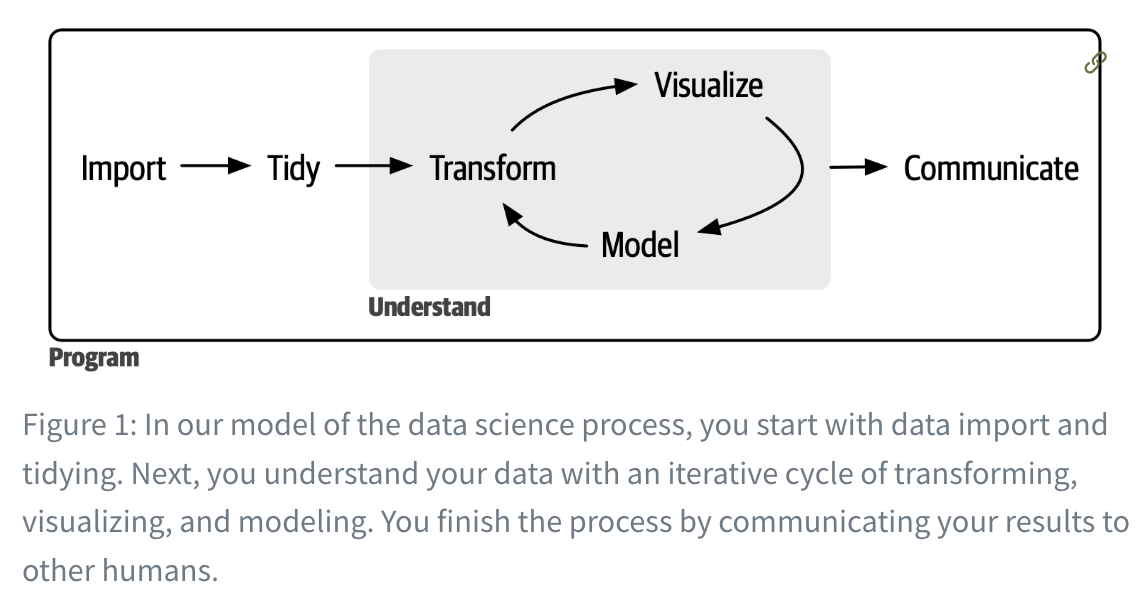 Visualize
Import Tidy Transform Communicate
Model
Understand
Program
Figure 1: In our model of the data science process, you start with data import and
tidying. Next, you understand your data with an iterative cycle of transforming,
visualizing, and modeling. You finish the process by communicating your results to
other humans.